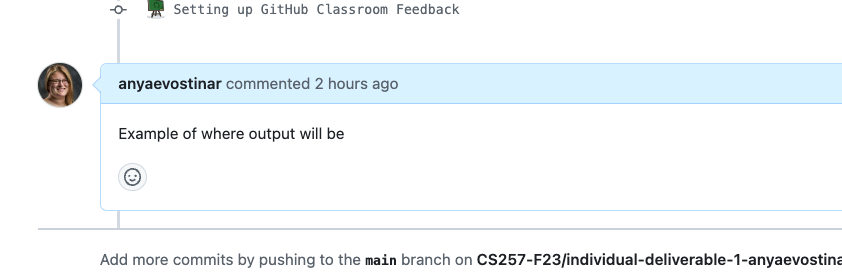 Setting up GitHub Classroom Feedback
anyaevostinar commented 2 hours ago
Example of where output will be
Add more commits by pushing to the main branch on CS257-F23/individual-deliverable-1-anyaevostina